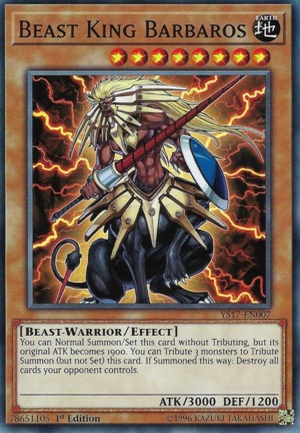 BEAST KING BARBAROS
EARTH
地
YS17-EN007
[BEAST-WARRIOR/EFFECT]
You can Normal Summon/Set this card without Tributing, but its
original ATK becomes 1900. You can Tribute 3 monsters to Tribute
Summon (but not Set) this card. If Summoned this way: Destroy all
cards your opponent controls.
ATK/3000 DEF/1200
78651105 1st Edition ©1996 KAZUKI TAKAHASHI